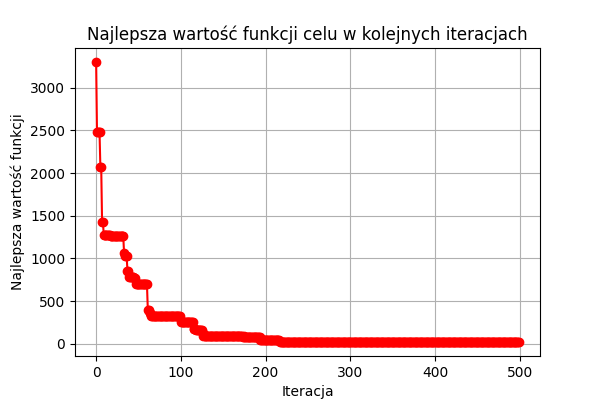 Najlepsza wartość funkcji celu w kolejnych iteracjach
Najlepsza wartość funkcji
3000
2500
2000
1500
1000
500
0
0 100 200 300 400 500
Iteracja